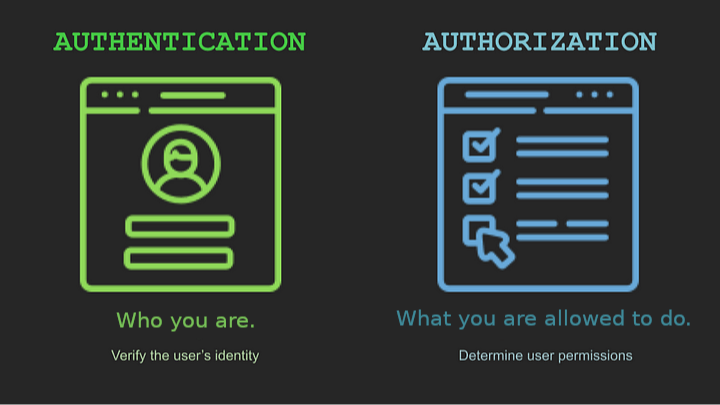 AUTHENTICATION
AUTHORIZATION
Who you are.
What you are allowed to do.
Verify the user’s identity
Determine user permissions